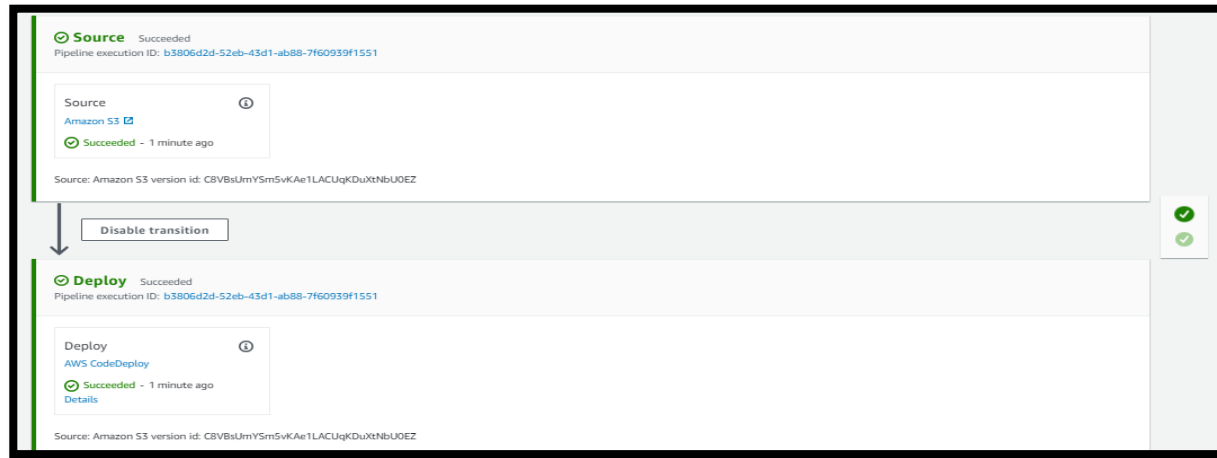 Source Succeeded
Pipeline execution ID: b3806d2d-52eb-43d1-ab88-7f60939f1551
Source
Amazon S3
Succeeded - 1 minute ago
Source: Amazon S3 version id: C8VBsUmYSm5vKAe1LACUqKDuXtNbU0EZ
Disable transition
Deploy Succeeded
Pipeline execution ID: b3806d2d-52eb-43d1-ab88-7f60939f1551
Deploy
AWS CodeDeploy
Succeeded - 1 minute ago
Details
Source: Amazon S3 version id: C8VBsUmYSm5vKAe1LACUqKDuXtNbU0EZ